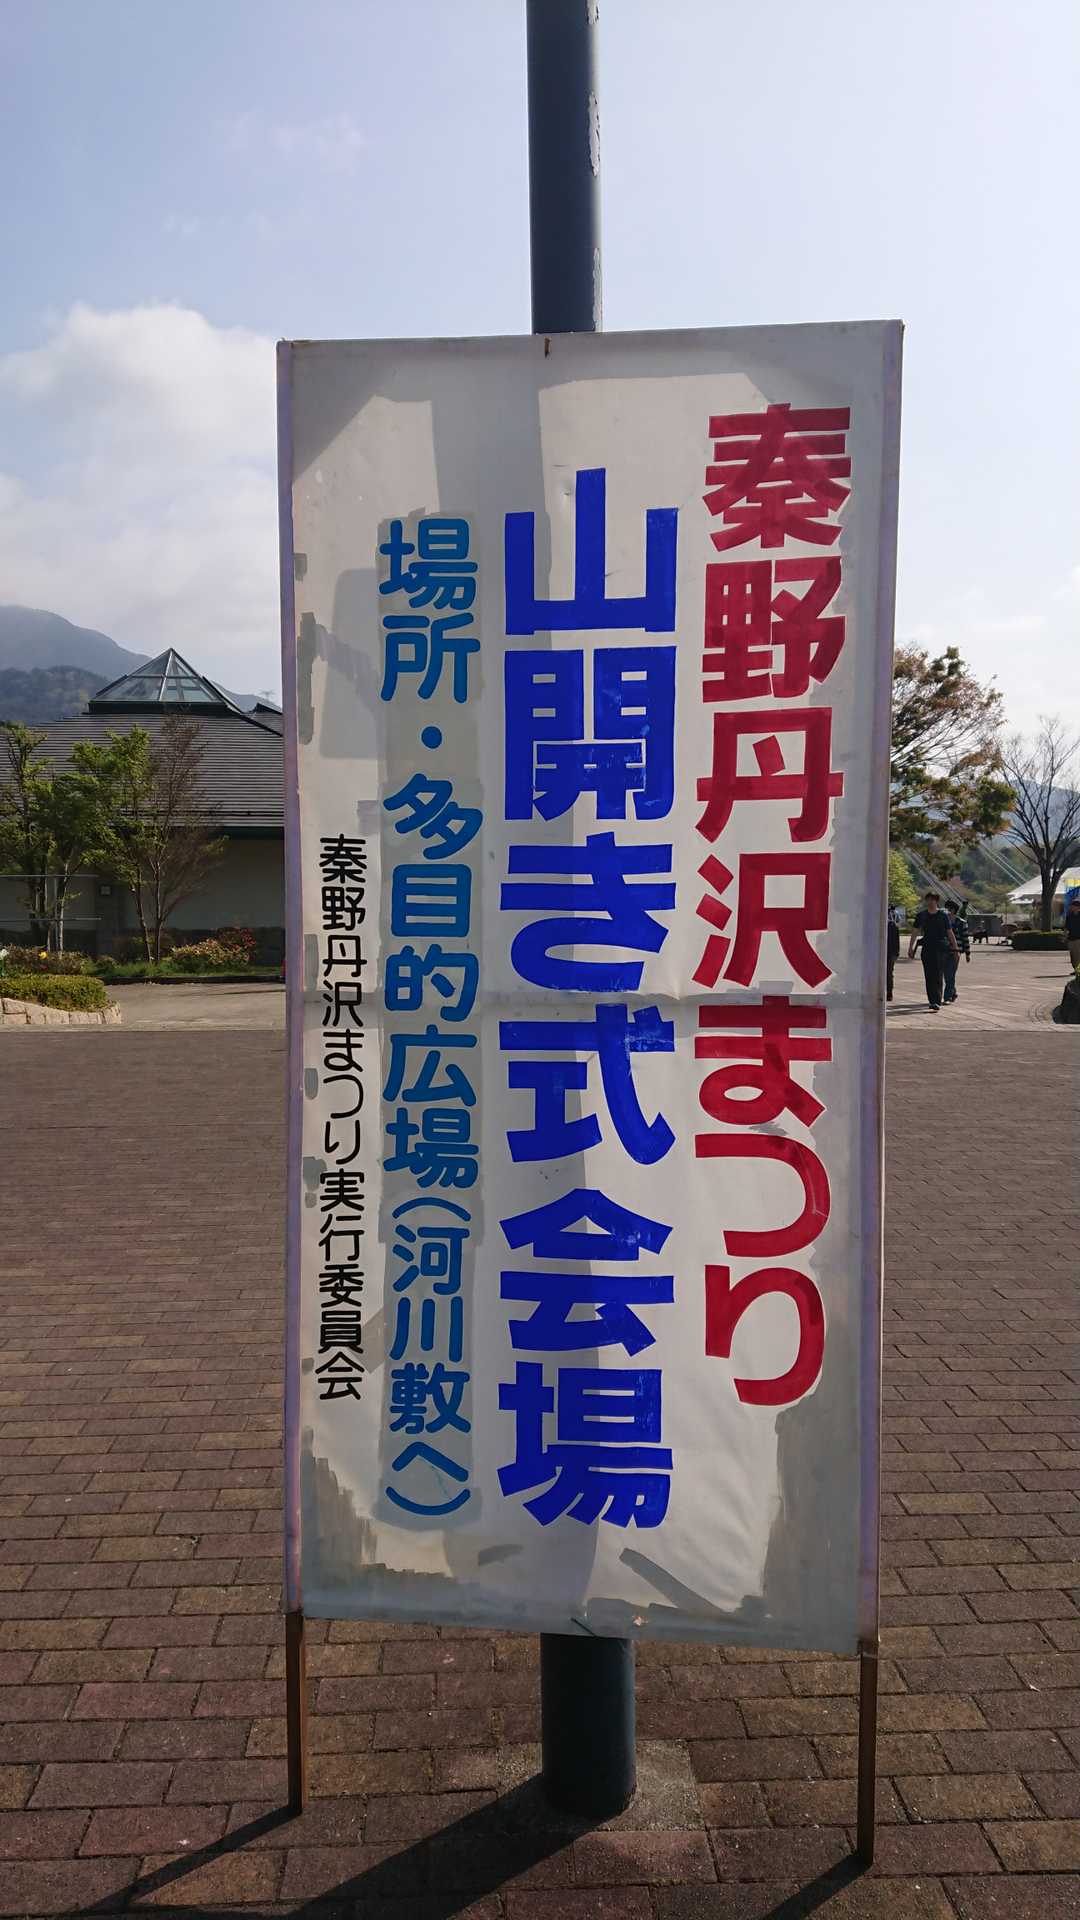 秦野丹沢まつり
山開き式会場
場所・多目的広場(河川敷へ)
秦野丹沢まつり実行委員会